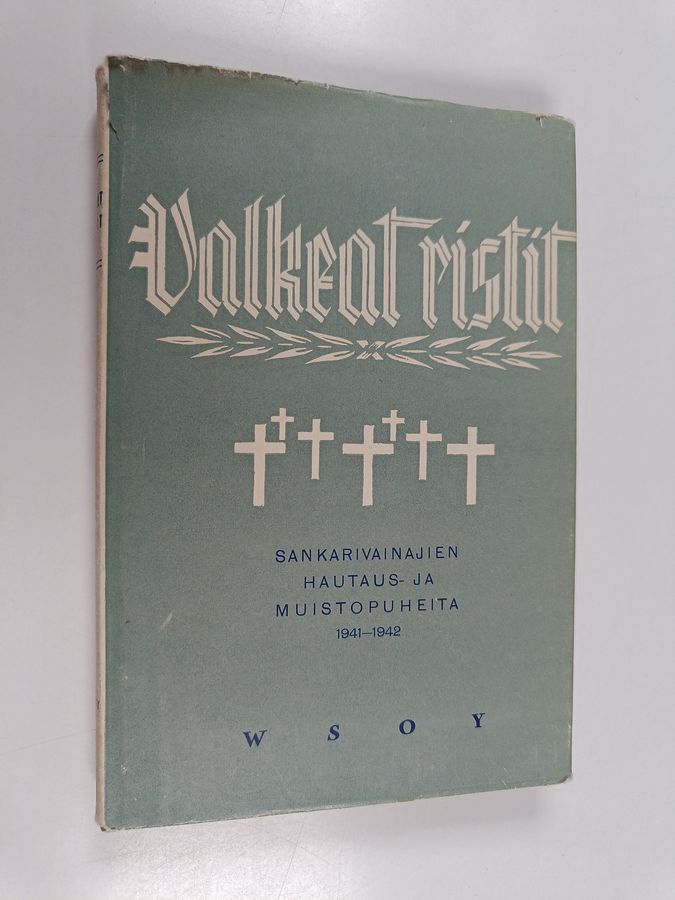 Valkeat ristit
SANKARIVAINAJIEN
HAUTAUS- JA
MUISTOPUHEITA
1941—1942
W S O Y